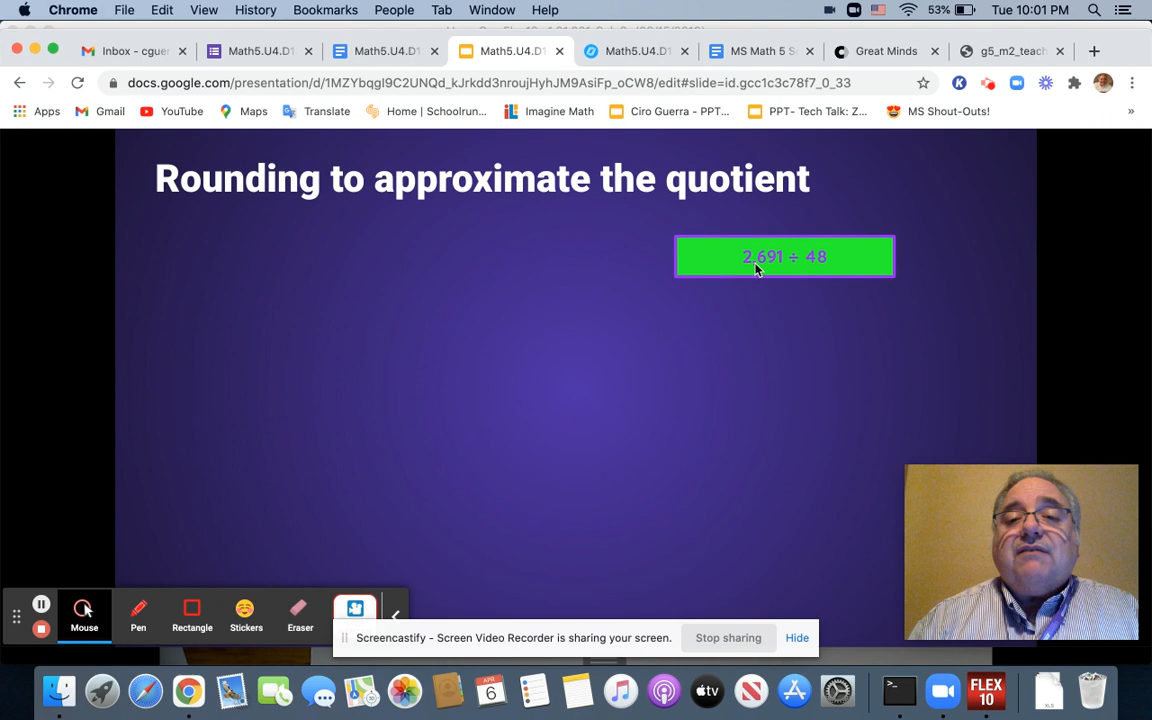 Chrome File Edit View History Bookmarks People Tab Window Help 53% Tue 10:01 PM
Inbox - cguer Math5.U4.D1 Math5.U4.D1 Math5.U4.D1 Math5.U4.D1 MS Math 5 S Great Minds g5_m2_teach
docs.google.com/presentation/d/1MZYbqgl9C2UNQd_kJrkdd3nroujHyhJM9AsiFp_oCW8/edit#slide=id.gcc1c3c78f7_0_33
Apps Gmail YouTube Maps Translate Home | Schoolrun... Imagine Math Ciro Guerra - PPT... PPT- Tech Talk: Z... MS Shout-Outs! »
Rounding to approximate the quotient
2.691 ÷ 48
Mouse Pen Rectangle Stickers Eraser
Screencastify - Screen Video Recorder is sharing your screen. Stop sharing Hide
APR
6
tv
FLEX
10
XLS